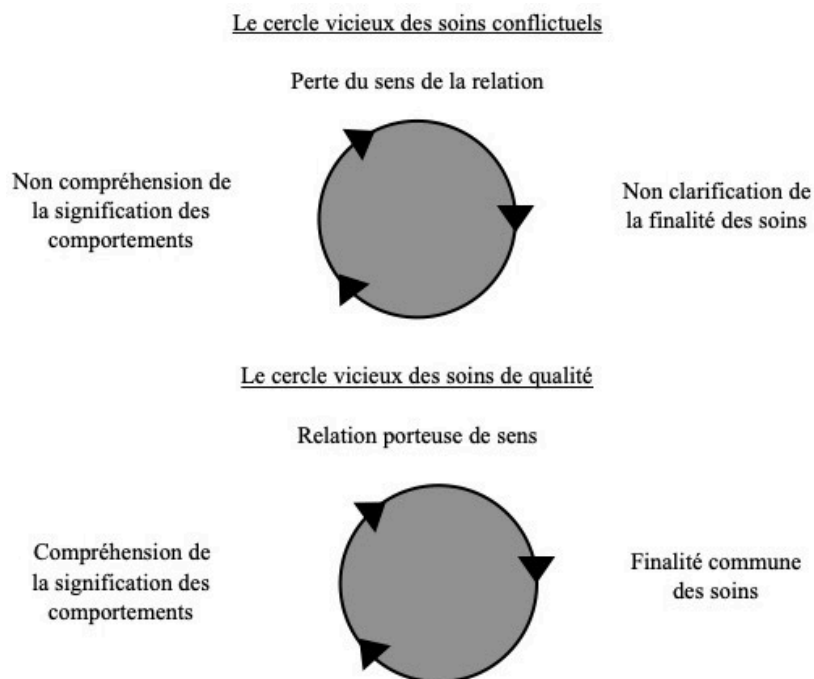 Le cercle vicieux des soins conflictuels
Perte du sens de la relation
Non compréhension de
la signification des
comportements
Non clarification de
la finalité des soins
Le cercle vicieux des soins de qualité
Relation porteuse de sens
Compréhension de
la signification des
comportements
Finalité commune
des soins